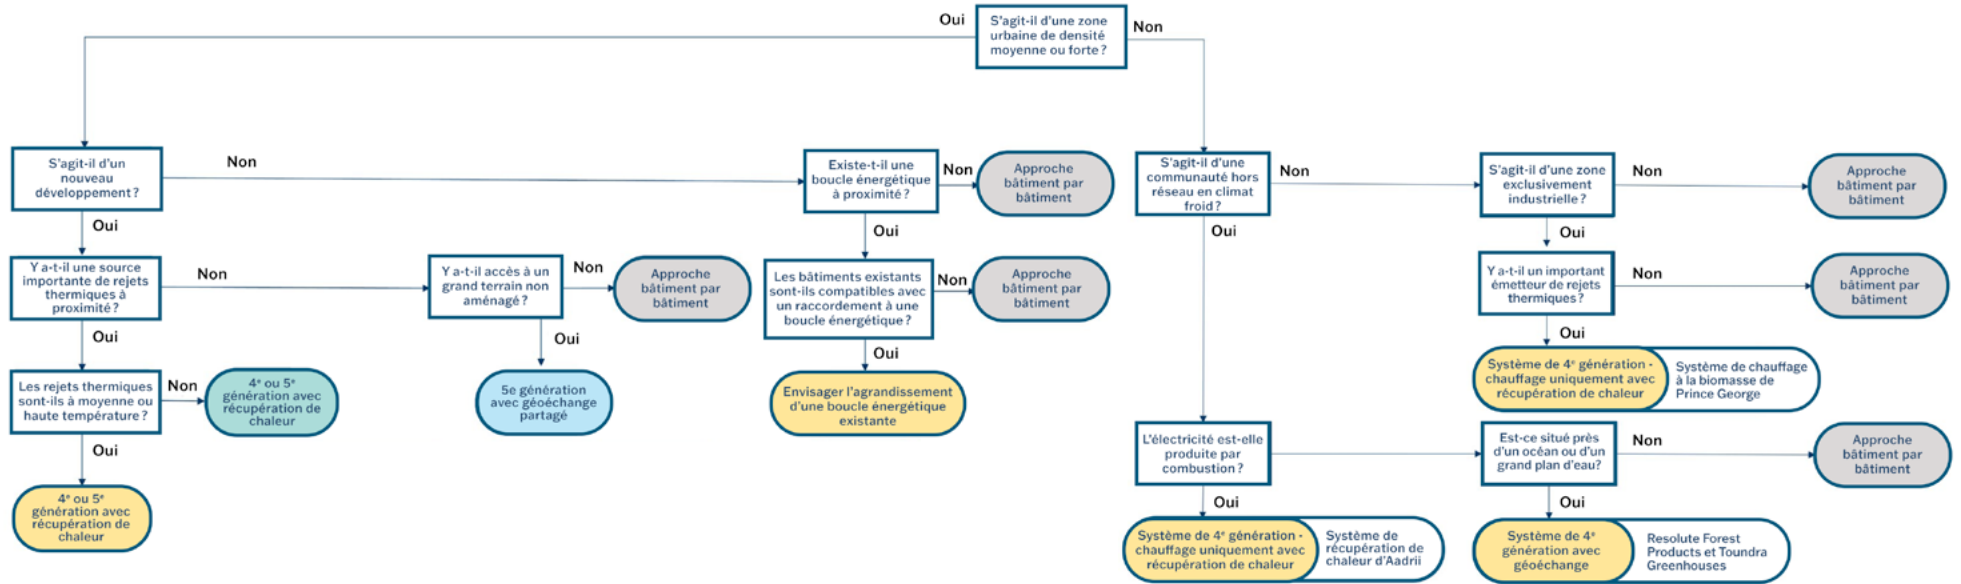 S'agit-il d'une zone
urbaine de densité
moyenne ou forte ?
Oui
Non
S'agit-il d'un
nouveau
développement ?
Non
Oui
Existe-t-il une
boucle énergétique
à proximité ?
Non
Approche
bâtiment par
bâtiment
Oui
S'agit-il d'une
communauté hors
réseau en climat
froid ?
Non
Oui
S'agit-il d'une zone
exclusivement
industrielle ?
Non
Approche
bâtiment par
bâtiment
Oui
Y a-t-il une source
importante de rejets
thermiques à
proximité ?
Non
Oui
Y a-t-il accès à un
grand terrain non
aménagé ?
Non
Approche
bâtiment par
bâtiment
Oui
Les bâtiments existants
sont-ils compatibles avec
un raccordement à une
boucle énergétique ?
Non
Approche
bâtiment par
bâtiment
Oui
Y a-t-il un important
émetteur de rejets
thermiques ?
Non
Approche
bâtiment par
bâtiment
Oui
Les rejets thermiques
sont-ils à moyenne ou
haute température ?
Non
4e ou 5e
génération avec
récupération de
chaleur
Oui
5e génération
avec géoéchange
partagé
Envisager l'agrandissement
d'une boucle énergétique
existante
Système de 4e génération -
chauffage uniquement avec
récupération de chaleur
Système de chauffage
à la biomasse de
Prince George
L'électricité est-elle
produite par
combustion ?
Oui
Est-ce situé près
d'un océan ou d'un
grand plan d'eau?
Non
Approche
bâtiment par
bâtiment
Oui
4e ou 5e
génération avec
récupération de
chaleur
Système de 4e génération -
chauffage uniquement avec
récupération de chaleur
Système de
récupération de
chaleur d'Aadrii
Système de 4e
génération avec
géoéchange
Resolute Forest
Products et Toundra
Greenhouses